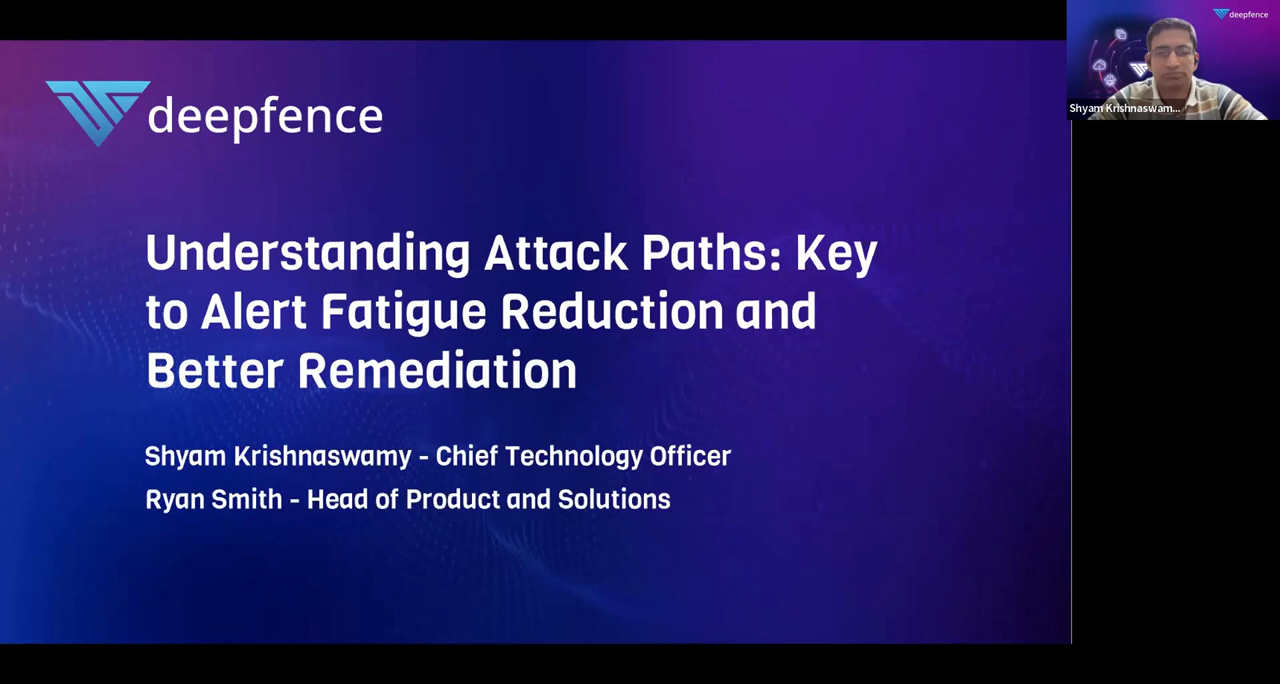 deepfence
Understanding Attack Paths: Key
to Alert Fatigue Reduction and
Better Remediation
Shyam Krishnaswamy - Chief Technology Officer
Ryan Smith - Head of Product and Solutions
deepfence
Shyam Krishnaswam...